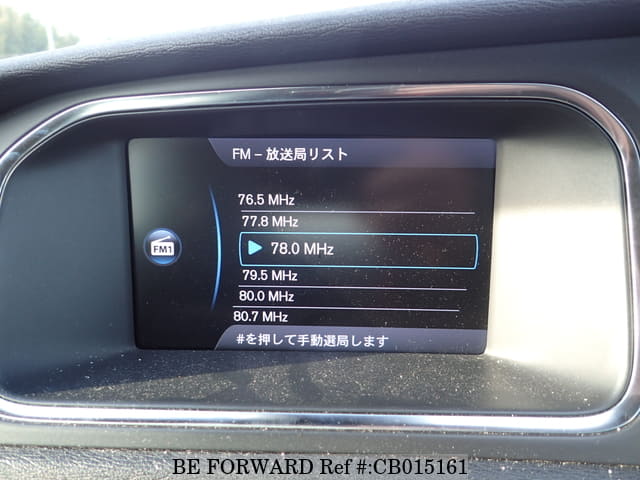 FM – 放送局リスト
76.5 MHz
77.8 MHz
78.0 MHz
FM1
79.5 MHz
80.0 MHz
80.7 MHz
#を押して手動選局します
BE FORWARD Ref #:CB015161